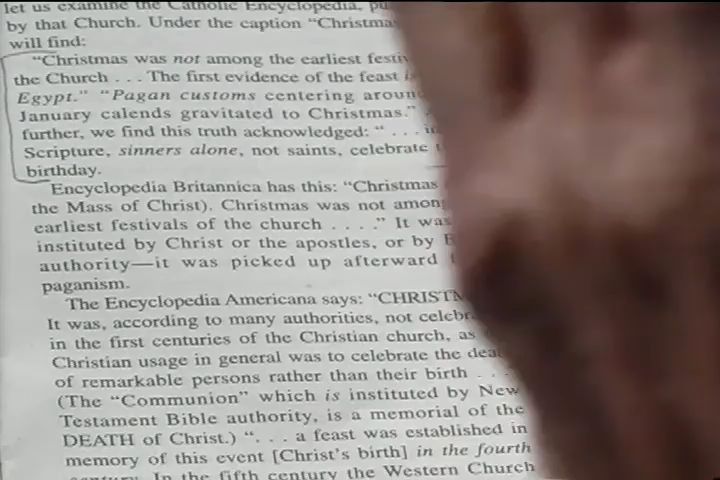 let us examine the Catholic Encyclopedia,
by that Church. Under the caption “Christmas
will find:
“Christmas was not among the earliest
the Church . . . The first evidence of the feast is
Egypt.” “Pagan customs centering
January calends gravitated to Christmas.”
further, we find this truth acknowledged: “ . . . in
Scripture, sinners alone, not saints, celebrate
birthday.
Encyclopedia Britannica has this: “Christmas
the Mass of Christ). Christmas was not
earliest festivals of the church . . . .” It was
instituted by Christ or the apostles, or by
authority—it was picked up afterward
paganism.
The Encyclopedia Americana says:
It was, according to many authorities, not
in the first centuries of the Christian church, as
Christian usage in general was to celebrate the
of remarkable persons rather than their birth . . .
(The “Communion” which is instituted by New
Testament Bible authority, is a memorial of the
DEATH of Christ.) “. . . a feast was established in
memory of this event [Christ’s birth] in the fourth
century. In the fifth century the Western Church